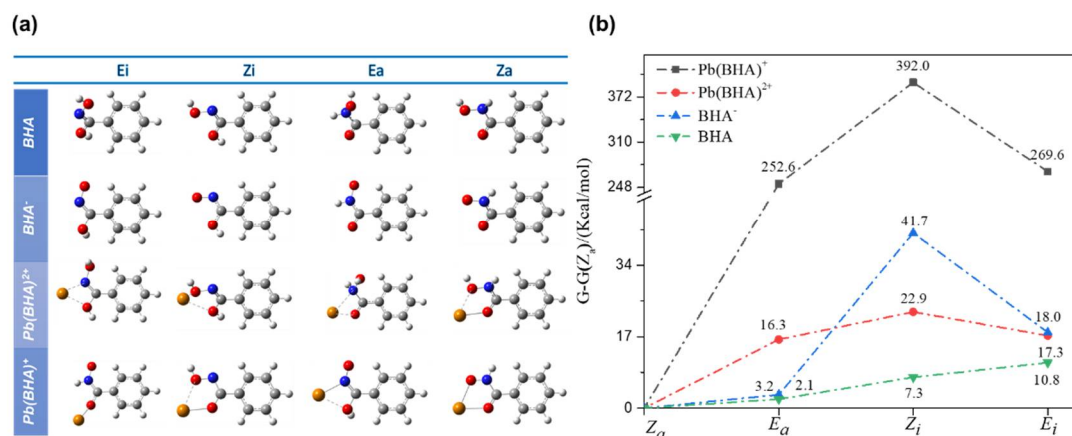 (a)
Ei Zi Ea Za
BHA
BHA-
Pb(BHA)2+
Pb(BHA)+
(b)
G-G(Za)/(Kcal/mol)
372
310
248
34
17
0
Pb(BHA)+
Pb(BHA)2+
BHA-
BHA
392.0
252.6
269.6
41.7
22.9
16.3
18.0
17.3
3.2
2.1
7.3
10.8
Za Ea Zi Ei